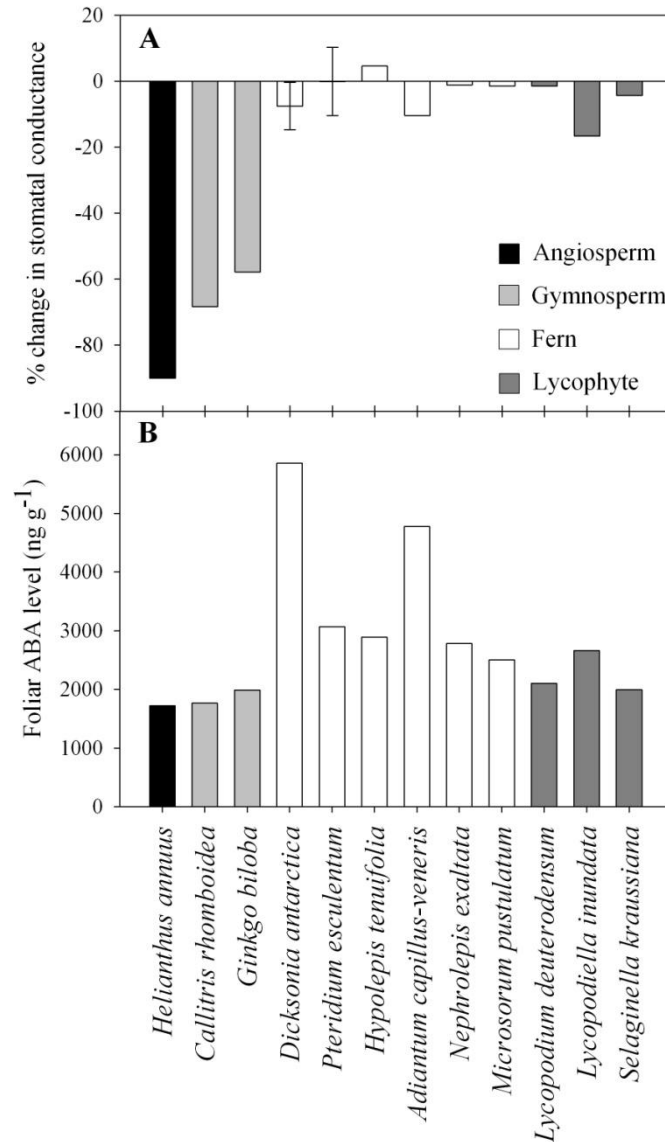 A
% change in stomatal conductance
20
0
-20
-40
-60
-80
-100
Angiosperm
Gymnosperm
Fern
Lycophyte
B
Foliar ABA level (ng g⁻¹)
6000
5000
4000
3000
2000
1000
0
Helianthus annuus
Callitris rhomboidea
Ginkgo biloba
Dicksonia antarctica
Pteridium esculentum
Hypolepis tenuifolia
Adiantum capillus-veneris
Nephrolepis exaltata
Microsorum pustulatum
Lycopodium deuterodensum
Lycopodiella inundata
Selaginella kraussiana